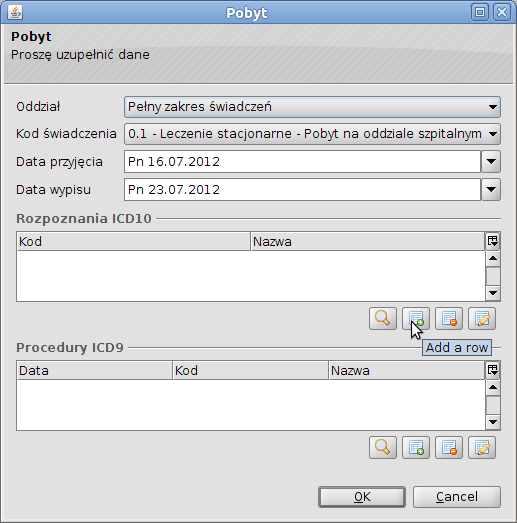 Pobyt
Pobyt
Proszę uzupełnić dane
Oddział Pełny zakres świadczeń
Kod świadczenia 0.1 - Leczenie stacjonarne - Pobyt na oddziale szpitalnym
Data przyjęcia Pn 16.07.2012
Data wypisu Pn 23.07.2012
Rozpoznania ICD10
Kod Nazwa
Add a row
Procedury ICD9
Data Kod Nazwa
OK Cancel